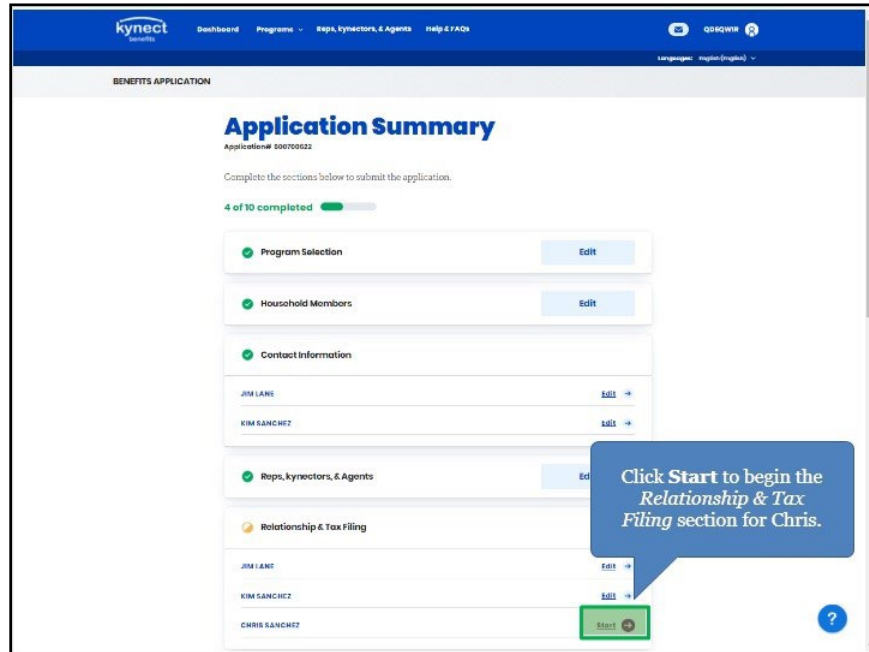 kynect
benefits
Dashboard Programs Reps, kynectors, & Agents Help & FAQs
Languages: English (English)
BENEFITS APPLICATION
Application Summary
Complete the sections below to submit the application.
4 of 10 completed
Program Selection Edit
Household Members Edit
Contact Information
JIM LANE Edit
KIM SANCHEZ Edit
Reps, kynectors, & Agents Ed
Click Start to begin the
Relationship & Tax
Filing section for Chris.
Relationship & Tax Filing
JIM LANE Edit
KIM SANCHEZ Edit
CHRIS SANCHEZ Start
?